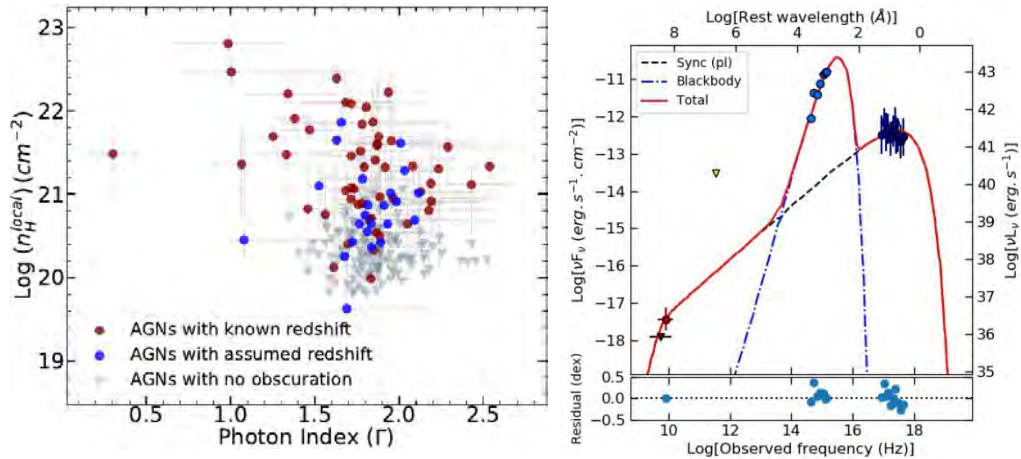 23
22
21
20
19
Log (n_H^{local}) (cm⁻²)
AGNs with known redshift
AGNs with assumed redshift
AGNs with no obscuration
0.5 1.0 1.5 2.0 2.5
Photon Index (Γ)
Log[Rest wavelength (Å)]
8 6 4 2 0
Sync (pl)
Blackbody
Total
-11
-12
-13
-14
-15
-16
-17
-18
Log[νFν (erg. s⁻¹. cm⁻²)]
43
42
41
40
39
38
37
36
35
Log[νLν (erg. s⁻¹)]
0.5
0.0
-0.5
Residual (dex)
10 12 14 16 18
Log[Observed frequency (Hz)]